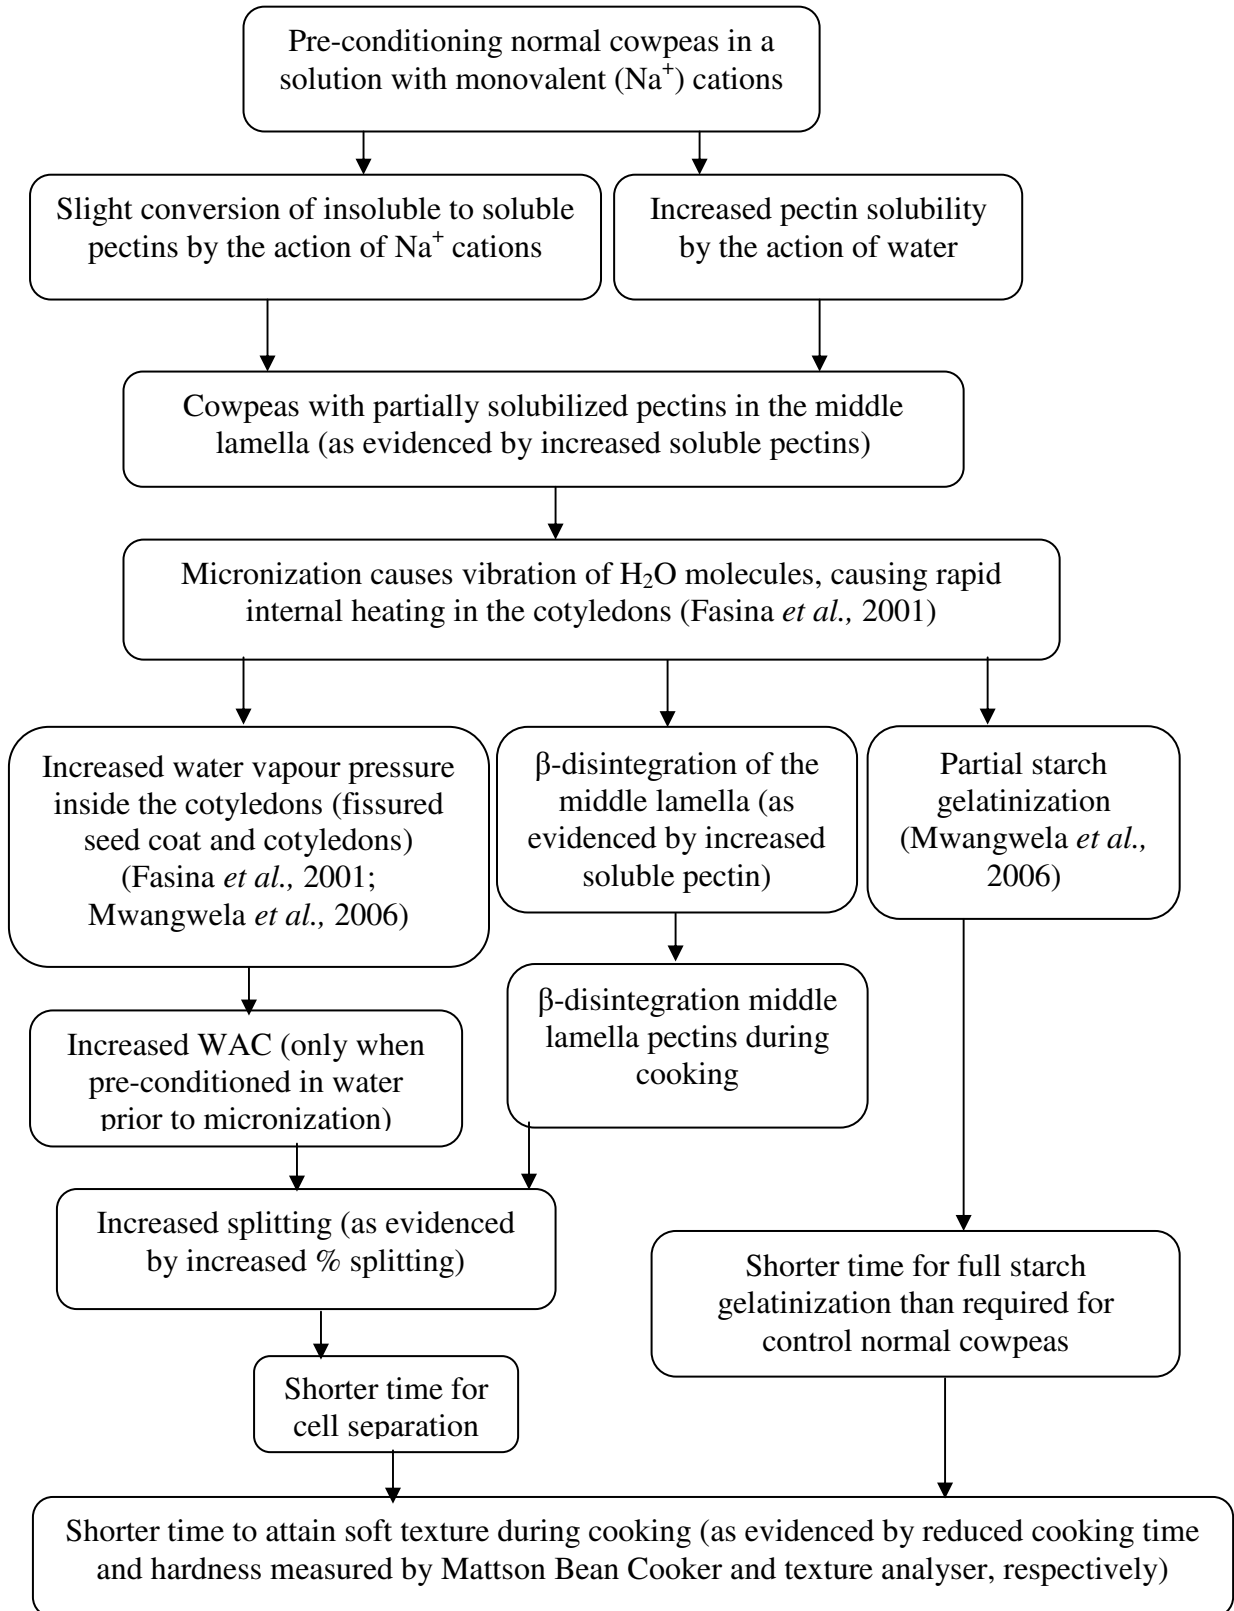 Pre-conditioning normal cowpeas in a
solution with monovalent (Na⁺) cations
Slight conversion of insoluble to soluble
pectins by the action of Na⁺ cations
Increased pectin solubility
by the action of water
Cowpeas with partially solubilized pectins in the middle
lamella (as evidenced by increased soluble pectins)
Micronization causes vibration of H₂O molecules, causing rapid
internal heating in the cotyledons (Fasina et al., 2001)
Increased water vapour pressure
inside the cotyledons (fissured
seed coat and cotyledons)
(Fasina et al., 2001;
Mwangwela et al., 2006)
β-disintegration of the
middle lamella (as
evidenced by increased
soluble pectin)
Partial starch
gelatinization
(Mwangwela et al.,
2006)
Increased WAC (only when
pre-conditioned in water
prior to micronization)
β-disintegration middle
lamella pectins during
cooking
Increased splitting (as evidenced
by increased % splitting)
Shorter time for full starch
gelatinization than required for
control normal cowpeas
Shorter time for
cell separation
Shorter time to attain soft texture during cooking (as evidenced by reduced cooking time
and hardness measured by Mattson Bean Cooker and texture analyser, respectively)